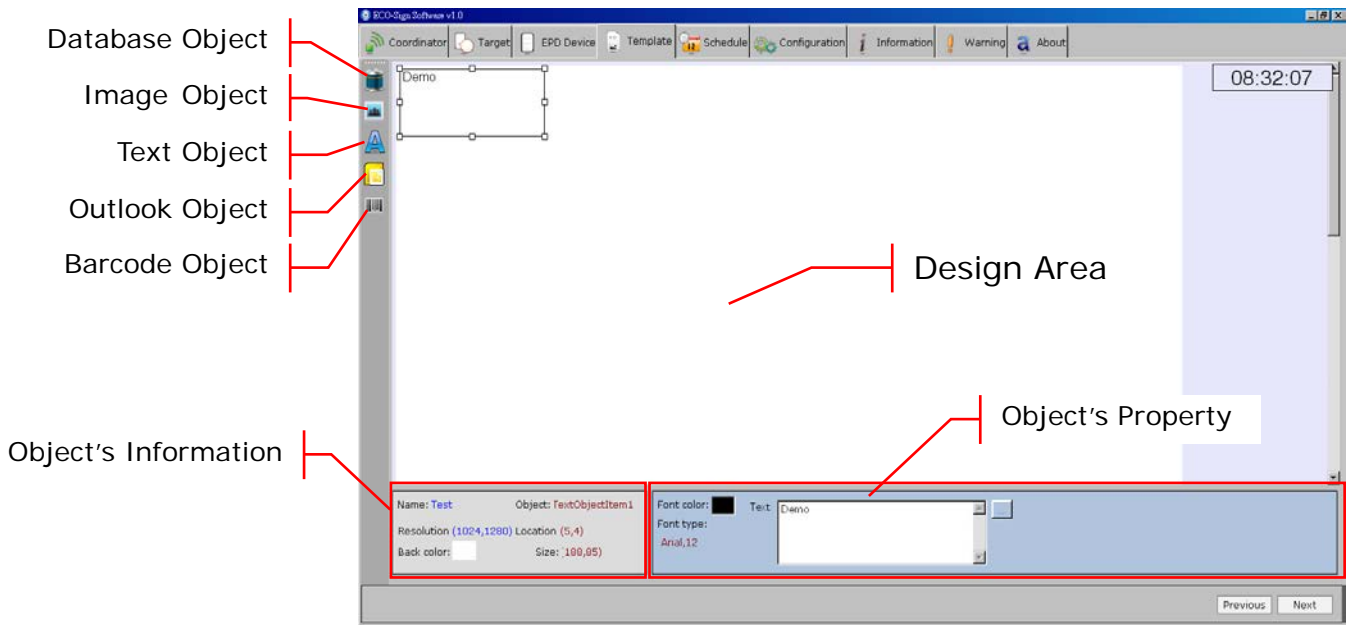 ECO-Sign Software v1.0
Coordinator Target EPD Device Template Schedule Configuration Information Warning About
Database Object
Image Object
Text Object
Outlook Object
Barcode Object
Demo
08:32:07
Design Area
Object's Property
Object's Information
Name: Test Object: TextObjectItem1
Resolution (1024,1280) Location (5,4)
Back color: Size:
Font color: Text Demo
Font type:
Arial,12
Previous Next